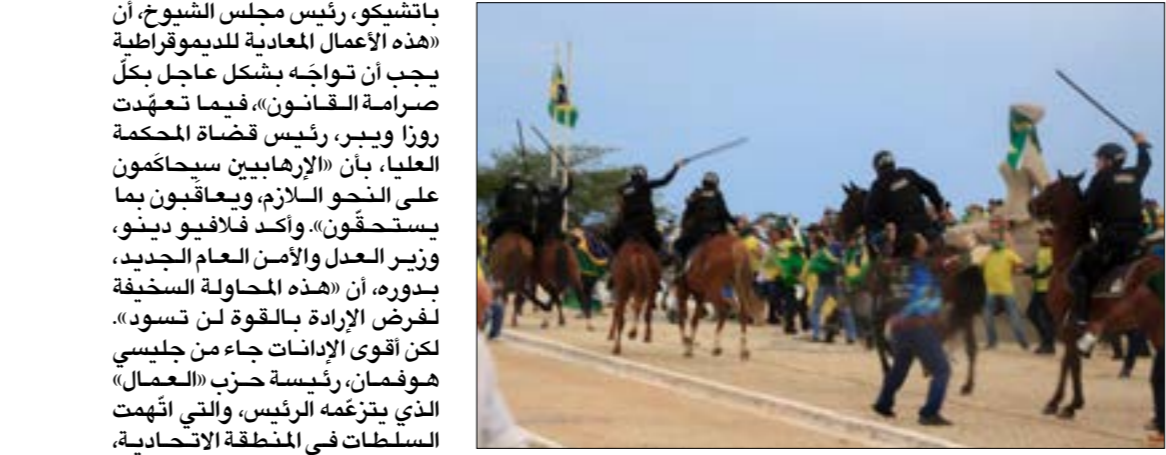 باتشيكو، رئيس مجلس الشيوخ، أن
«هذه الأعمال المعادية للديموقراطية
يجب أن تواجَه بشكل عاجل بكلّ
صرامة القانون»، فيما تعهّدت
روزا ويبر، رئيس قضاة المحكمة
العليا، بأن «الإرهابيين سيحاكَمون
على النحو اللازم، ويعاقَبون بما
يستحقّون». وأكد فلافيو دينو،
وزير العدل والأمن العام الجديد،
بدوره، أن «هذه المحاولة السخيفة
لفرض الإرادة بالقوة لن تسود».
لكن أقوى الإدانات جاء من جليسي
هوفمان، رئيسة حزب «العمال»
الذي يتزعّمه الرئيس، والتي اتّهمت
السلطات في المنطقة الاتحادية،